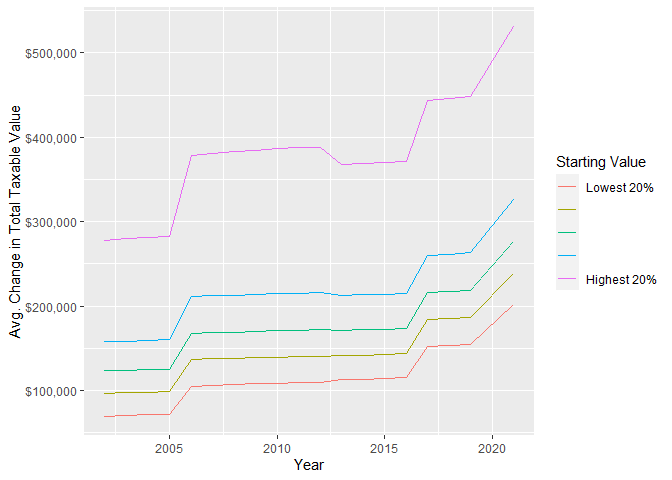 $500,000
$400,000
$300,000
$200,000
$100,000
Avg. Change in Total Taxable Value
2005 2010 2015 2020
Year
Starting Value
Lowest 20%
Highest 20%